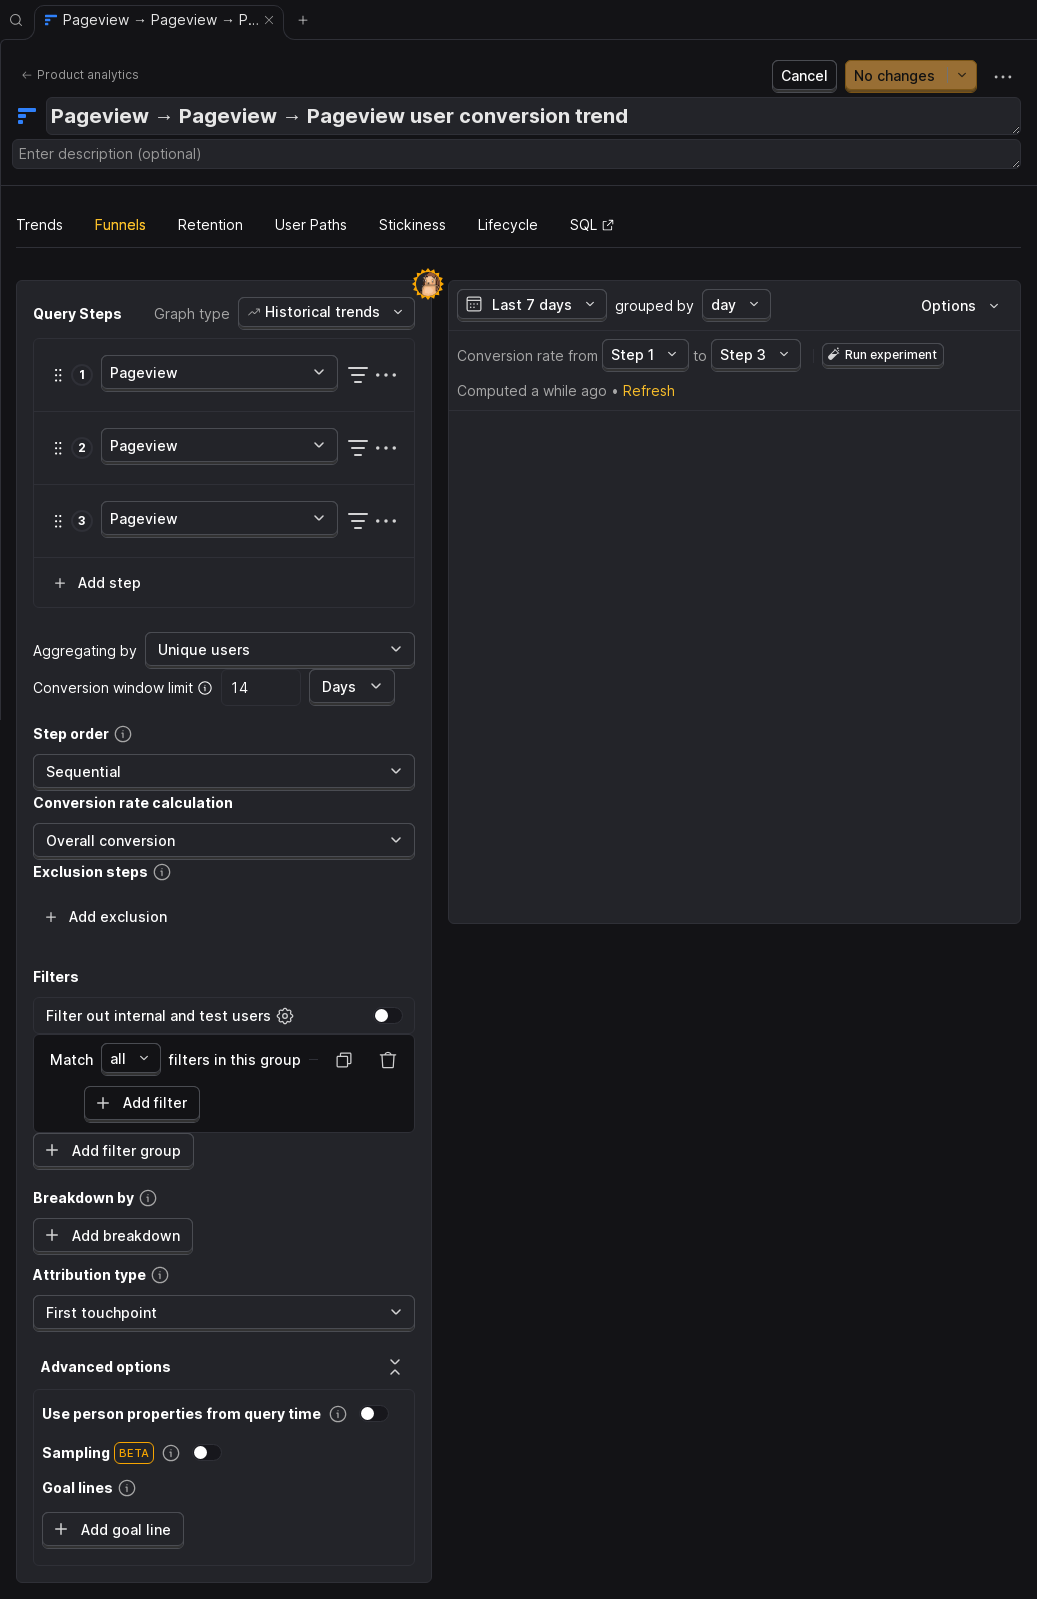 Pageview → Pageview → P...
← Product analytics
Cancel
No changes
Pageview → Pageview → Pageview user conversion trend
Enter description (optional)
Trends Funnels Retention User Paths Stickiness Lifecycle SQL
Query Steps Graph type Historical trends
1 Pageview
2 Pageview
3 Pageview
Add step
Aggregating by Unique users
Conversion window limit 14 Days
Step order
Sequential
Conversion rate calculation
Overall conversion
Exclusion steps
Add exclusion
Filters
Filter out internal and test users
Match all filters in this group
Add filter
Add filter group
Breakdown by
Add breakdown
Attribution type
First touchpoint
Advanced options
Use person properties from query time
Sampling BETA
Goal lines
Add goal line
Last 7 days grouped by day Options
Conversion rate from Step 1 to Step 3 Run experiment
Computed a while ago • Refresh